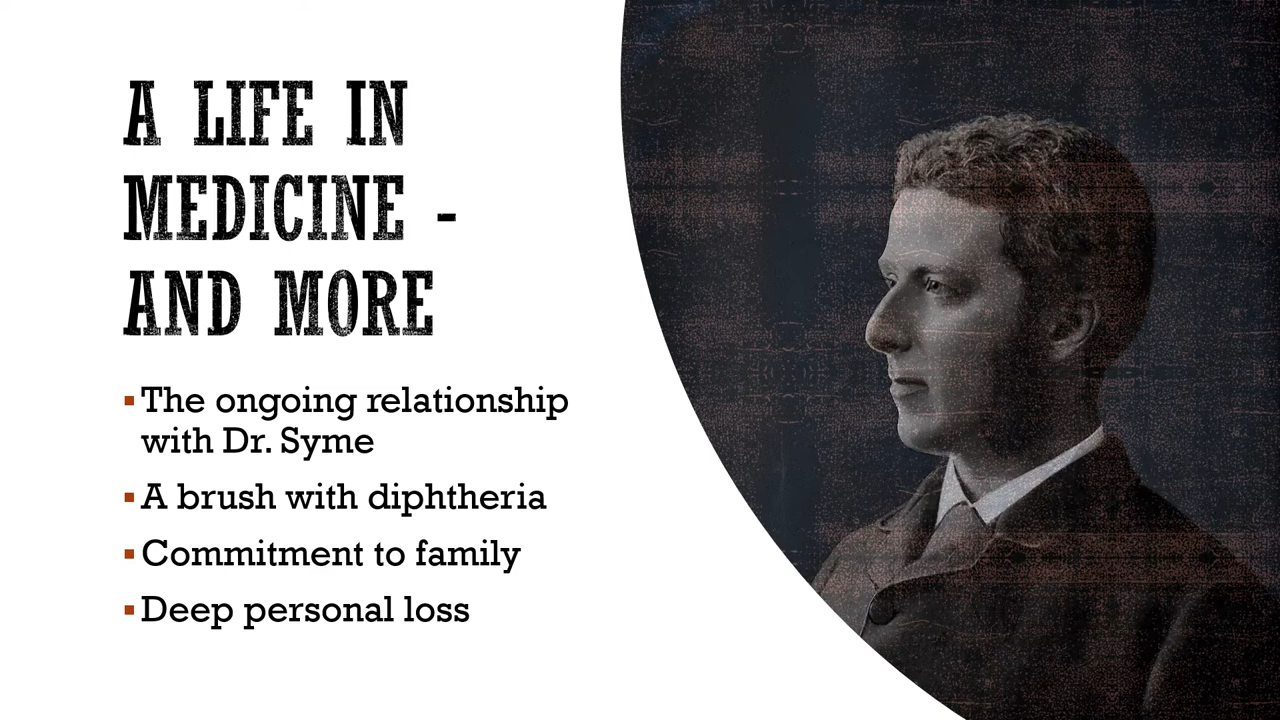 A LIFE IN
MEDICINE -
AND MORE
▪ The ongoing relationship
with Dr. Syme
▪ A brush with diphtheria
▪ Commitment to family
▪ Deep personal loss